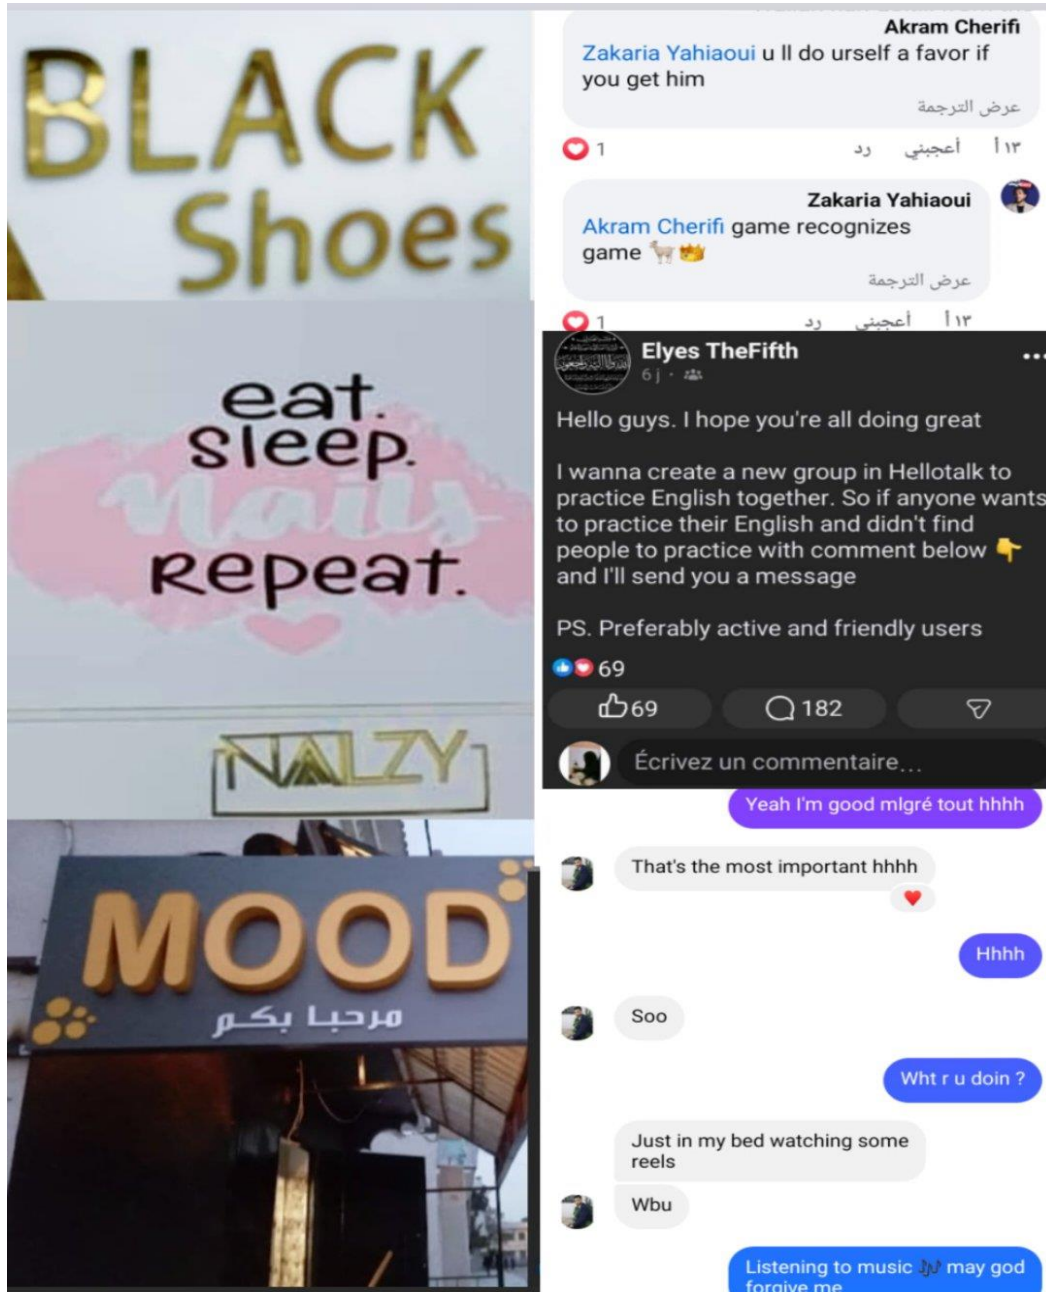 BLACK
Shoes
eat.
sleep.
Nails
Repeat.
NAILZY
MOOD
مرحبا بكم
Akram Cherifi
Zakaria Yahiaoui u ll do urself a favor if
you get him
عرض الترجمة
١٣ أ أعجبني رد
1
Zakaria Yahiaoui
Akram Cherifi game recognizes
game 🐐👑
عرض الترجمة
١٣ أ أعجبني رد
1
Elyes TheFifth
6 j ·
Hello guys. I hope you're all doing great
I wanna create a new group in Hellotalk to
practice English together. So if anyone wants
to practice their English and didn't find
people to practice with comment below 👇
and I'll send you a message
PS. Preferably active and friendly users
69
69 182
Écrivez un commentaire...
Yeah I'm good mlgré tout hhhh
That's the most important hhhh
Hhhh
Soo
Wht r u doin ?
Just in my bed watching some
reels
Wbu
Listening to music 🎶 may god
forgive me